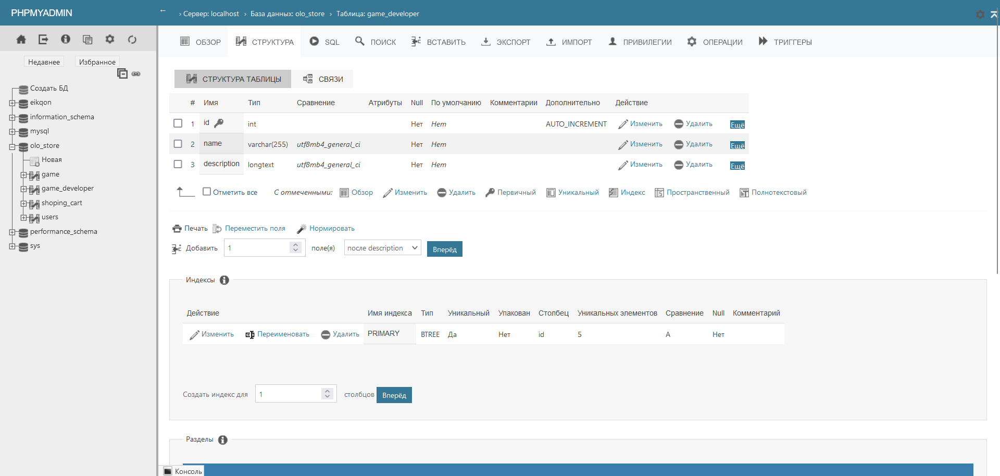 PHPMYADMIN
← › Сервер: localhost › База данных: olo_store › Таблица: game_developer
Недавнее Избранное
Создать БД
eikqon
information_schema
mysql
olo_store
Новая
game
game_developer
shoping_cart
users
performance_schema
sys
ОБЗОР СТРУКТУРА SQL ПОИСК ВСТАВИТЬ ЭКСПОРТ ИМПОРТ ПРИВИЛЕГИИ ОПЕРАЦИИ ТРИГГЕРЫ
СТРУКТУРА ТАБЛИЦЫ СВЯЗИ
# Имя Тип Сравнение Атрибуты Null По умолчанию Комментарии Дополнительно Действие
1 id int Нет Нет AUTO_INCREMENT Изменить Удалить Ещё
2 name varchar(255) utf8mb4_general_ci Нет Нет Изменить Удалить Ещё
3 description longtext utf8mb4_general_ci Нет Нет Изменить Удалить Ещё
Отметить все С отмеченными: Обзор Изменить Удалить Первичный Уникальный Индекс Пространственный Полнотекстовый
Печать Переместить поля Нормировать
Добавить 1 поле(я) после description Вперёд
Индексы
Действие Имя индекса Тип Уникальный Упакован Столбец Уникальных элементов Сравнение Null Комментарий
Изменить Переименовать Удалить PRIMARY BTREE Да Нет id 5 A Нет
Создать индекс для 1 столбцов Вперёд
Разделы
Консоль